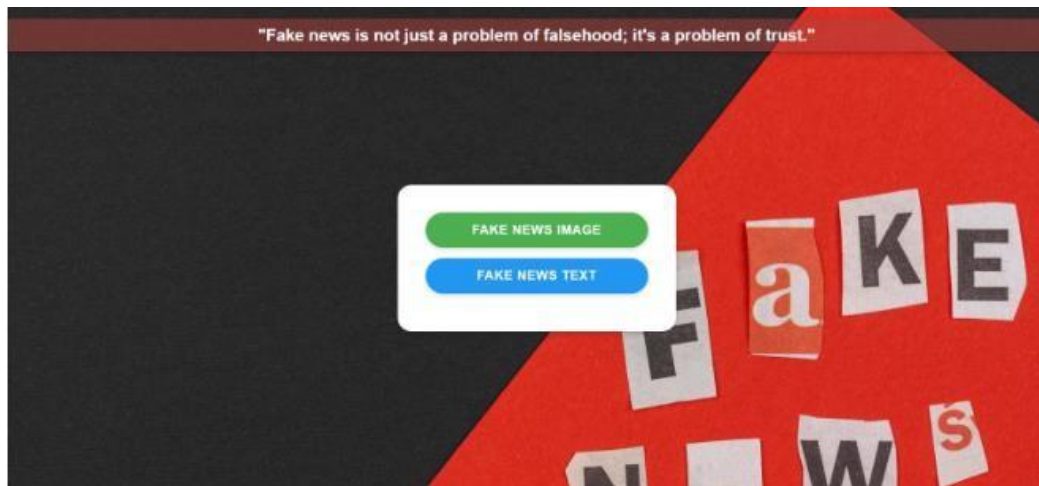 "Fake news is not just a problem of falsehood; it's a problem of trust."
FAKE NEWS IMAGE
FAKE NEWS TEXT
FaKE
N W s